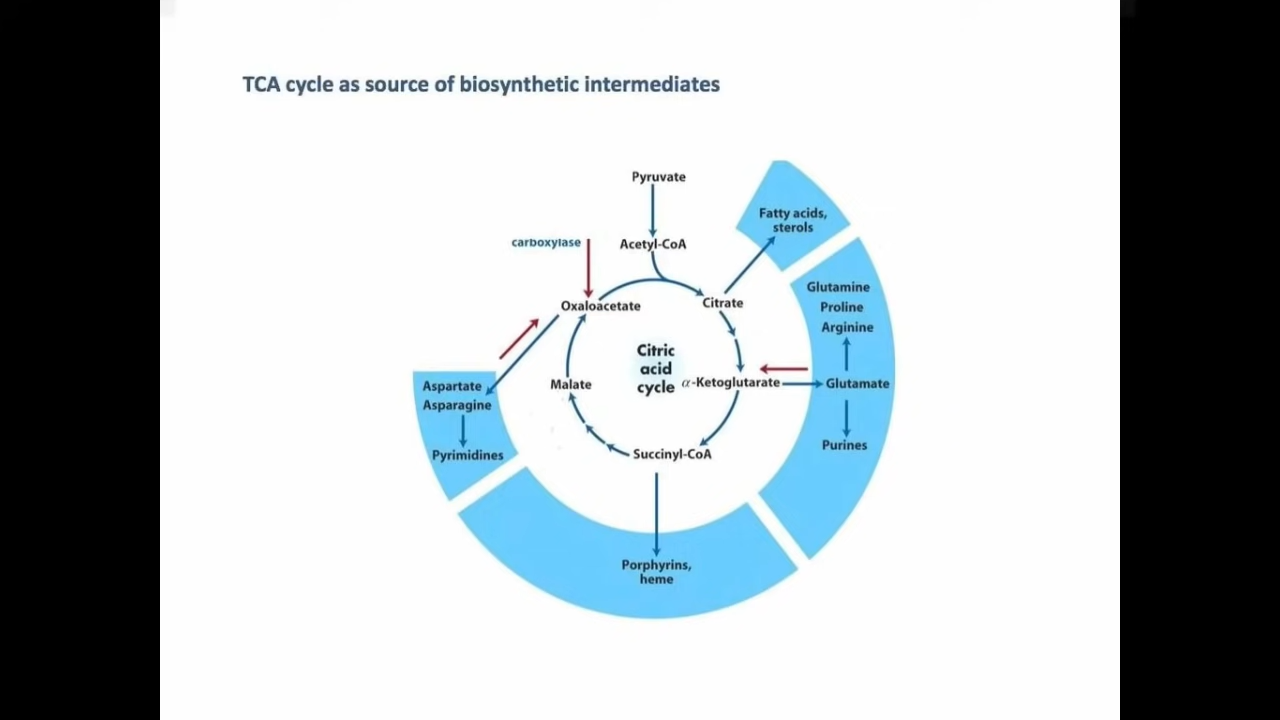 TCA cycle as source of biosynthetic intermediates
Pyruvate
Fatty acids,
sterols
carboxylase
Acetyl-CoA
Glutamine
Proline
Arginine
Oxaloacetate
Citrate
Citric
acid
cycle
Aspartate
Asparagine
Malate
α-Ketoglutarate
Glutamate
Pyrimidines
Succinyl-CoA
Purines
Porphyrins,
heme